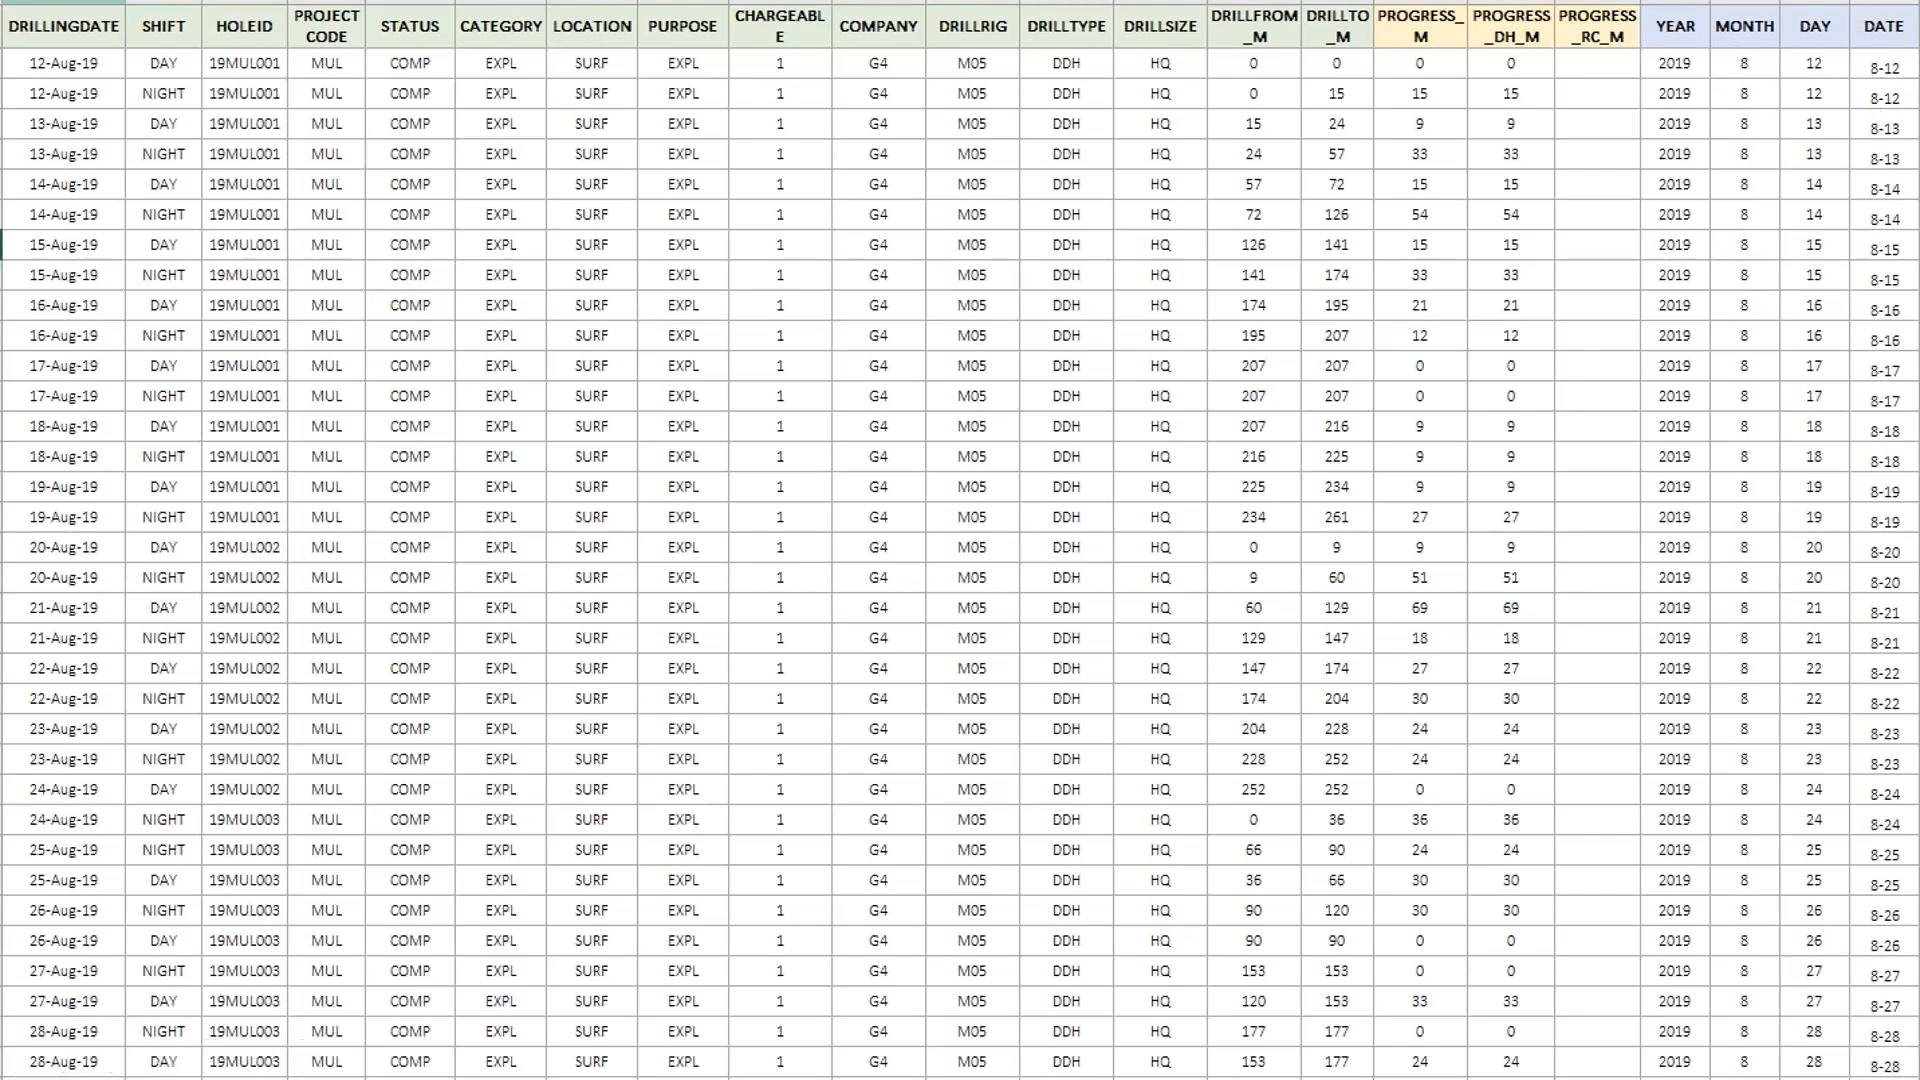 DRILLINGDATE SHIFT HOLEID PROJECT CODE STATUS CATEGORY LOCATION PURPOSE CHARGEABLE COMPANY DRILLRIG DRILLTYPE DRILLSIZE DRILLFROM_M DRILLTO_M PROGRESS_M PROGRESS_DH_M PROGRESS_RC_M YEAR MONTH DAY DATE
12-Aug-19 DAY 19MUL001 MUL COMP EXPL SURF EXPL 1 G4 M05 DDH HQ 0 0 0 0 2019 8 12 8-12
12-Aug-19 NIGHT 19MUL001 MUL COMP EXPL SURF EXPL 1 G4 M05 DDH HQ 0 15 15 15 2019 8 12 8-12
13-Aug-19 DAY 19MUL001 MUL COMP EXPL SURF EXPL 1 G4 M05 DDH HQ 15 24 9 9 2019 8 13 8-13
13-Aug-19 NIGHT 19MUL001 MUL COMP EXPL SURF EXPL 1 G4 M05 DDH HQ 24 57 33 33 2019 8 13 8-13
14-Aug-19 DAY 19MUL001 MUL COMP EXPL SURF EXPL 1 G4 M05 DDH HQ 57 72 15 15 2019 8 14 8-14
14-Aug-19 NIGHT 19MUL001 MUL COMP EXPL SURF EXPL 1 G4 M05 DDH HQ 72 126 54 54 2019 8 14 8-14
15-Aug-19 DAY 19MUL001 MUL COMP EXPL SURF EXPL 1 G4 M05 DDH HQ 126 141 15 15 2019 8 15 8-15
15-Aug-19 NIGHT 19MUL001 MUL COMP EXPL SURF EXPL 1 G4 M05 DDH HQ 141 174 33 33 2019 8 15 8-15
16-Aug-19 DAY 19MUL001 MUL COMP EXPL SURF EXPL 1 G4 M05 DDH HQ 174 195 21 21 2019 8 16 8-16
16-Aug-19 NIGHT 19MUL001 MUL COMP EXPL SURF EXPL 1 G4 M05 DDH HQ 195 207 12 12 2019 8 16 8-16
17-Aug-19 DAY 19MUL001 MUL COMP EXPL SURF EXPL 1 G4 M05 DDH HQ 207 207 0 0 2019 8 17 8-17
17-Aug-19 NIGHT 19MUL001 MUL COMP EXPL SURF EXPL 1 G4 M05 DDH HQ 207 207 0 0 2019 8 17 8-17
18-Aug-19 DAY 19MUL001 MUL COMP EXPL SURF EXPL 1 G4 M05 DDH HQ 207 216 9 9 2019 8 18 8-18
18-Aug-19 NIGHT 19MUL001 MUL COMP EXPL SURF EXPL 1 G4 M05 DDH HQ 216 225 9 9 2019 8 18 8-18
19-Aug-19 DAY 19MUL001 MUL COMP EXPL SURF EXPL 1 G4 M05 DDH HQ 225 234 9 9 2019 8 19 8-19
19-Aug-19 NIGHT 19MUL001 MUL COMP EXPL SURF EXPL 1 G4 M05 DDH HQ 234 261 27 27 2019 8 19 8-19
20-Aug-19 DAY 19MUL002 MUL COMP EXPL SURF EXPL 1 G4 M05 DDH HQ 0 9 9 9 2019 8 20 8-20
20-Aug-19 NIGHT 19MUL002 MUL COMP EXPL SURF EXPL 1 G4 M05 DDH HQ 9 60 51 51 2019 8 20 8-20
21-Aug-19 DAY 19MUL002 MUL COMP EXPL SURF EXPL 1 G4 M05 DDH HQ 60 129 69 69 2019 8 21 8-21
21-Aug-19 NIGHT 19MUL002 MUL COMP EXPL SURF EXPL 1 G4 M05 DDH HQ 129 147 18 18 2019 8 21 8-21
22-Aug-19 DAY 19MUL002 MUL COMP EXPL SURF EXPL 1 G4 M05 DDH HQ 147 174 27 27 2019 8 22 8-22
22-Aug-19 NIGHT 19MUL002 MUL COMP EXPL SURF EXPL 1 G4 M05 DDH HQ 174 204 30 30 2019 8 22 8-22
23-Aug-19 DAY 19MUL002 MUL COMP EXPL SURF EXPL 1 G4 M05 DDH HQ 204 228 24 24 2019 8 23 8-23
23-Aug-19 NIGHT 19MUL002 MUL COMP EXPL SURF EXPL 1 G4 M05 DDH HQ 228 252 24 24 2019 8 23 8-23
24-Aug-19 DAY 19MUL002 MUL COMP EXPL SURF EXPL 1 G4 M05 DDH HQ 252 252 0 0 2019 8 24 8-24
24-Aug-19 NIGHT 19MUL003 MUL COMP EXPL SURF EXPL 1 G4 M05 DDH HQ 0 36 36 36 2019 8 24 8-24
25-Aug-19 NIGHT 19MUL003 MUL COMP EXPL SURF EXPL 1 G4 M05 DDH HQ 66 90 24 24 2019 8 25 8-25
25-Aug-19 DAY 19MUL003 MUL COMP EXPL SURF EXPL 1 G4 M05 DDH HQ 36 66 30 30 2019 8 25 8-25
26-Aug-19 NIGHT 19MUL003 MUL COMP EXPL SURF EXPL 1 G4 M05 DDH HQ 90 120 30 30 2019 8 26 8-26
26-Aug-19 DAY 19MUL003 MUL COMP EXPL SURF EXPL 1 G4 M05 DDH HQ 90 90 0 0 2019 8 26 8-26
27-Aug-19 NIGHT 19MUL003 MUL COMP EXPL SURF EXPL 1 G4 M05 DDH HQ 153 153 0 0 2019 8 27 8-27
27-Aug-19 DAY 19MUL003 MUL COMP EXPL SURF EXPL 1 G4 M05 DDH HQ 120 153 33 33 2019 8 27 8-27
28-Aug-19 NIGHT 19MUL003 MUL COMP EXPL SURF EXPL 1 G4 M05 DDH HQ 177 177 0 0 2019 8 28 8-28
28-Aug-19 DAY 19MUL003 MUL COMP EXPL SURF EXPL 1 G4 M05 DDH HQ 153 177 24 24 2019 8 28 8-28